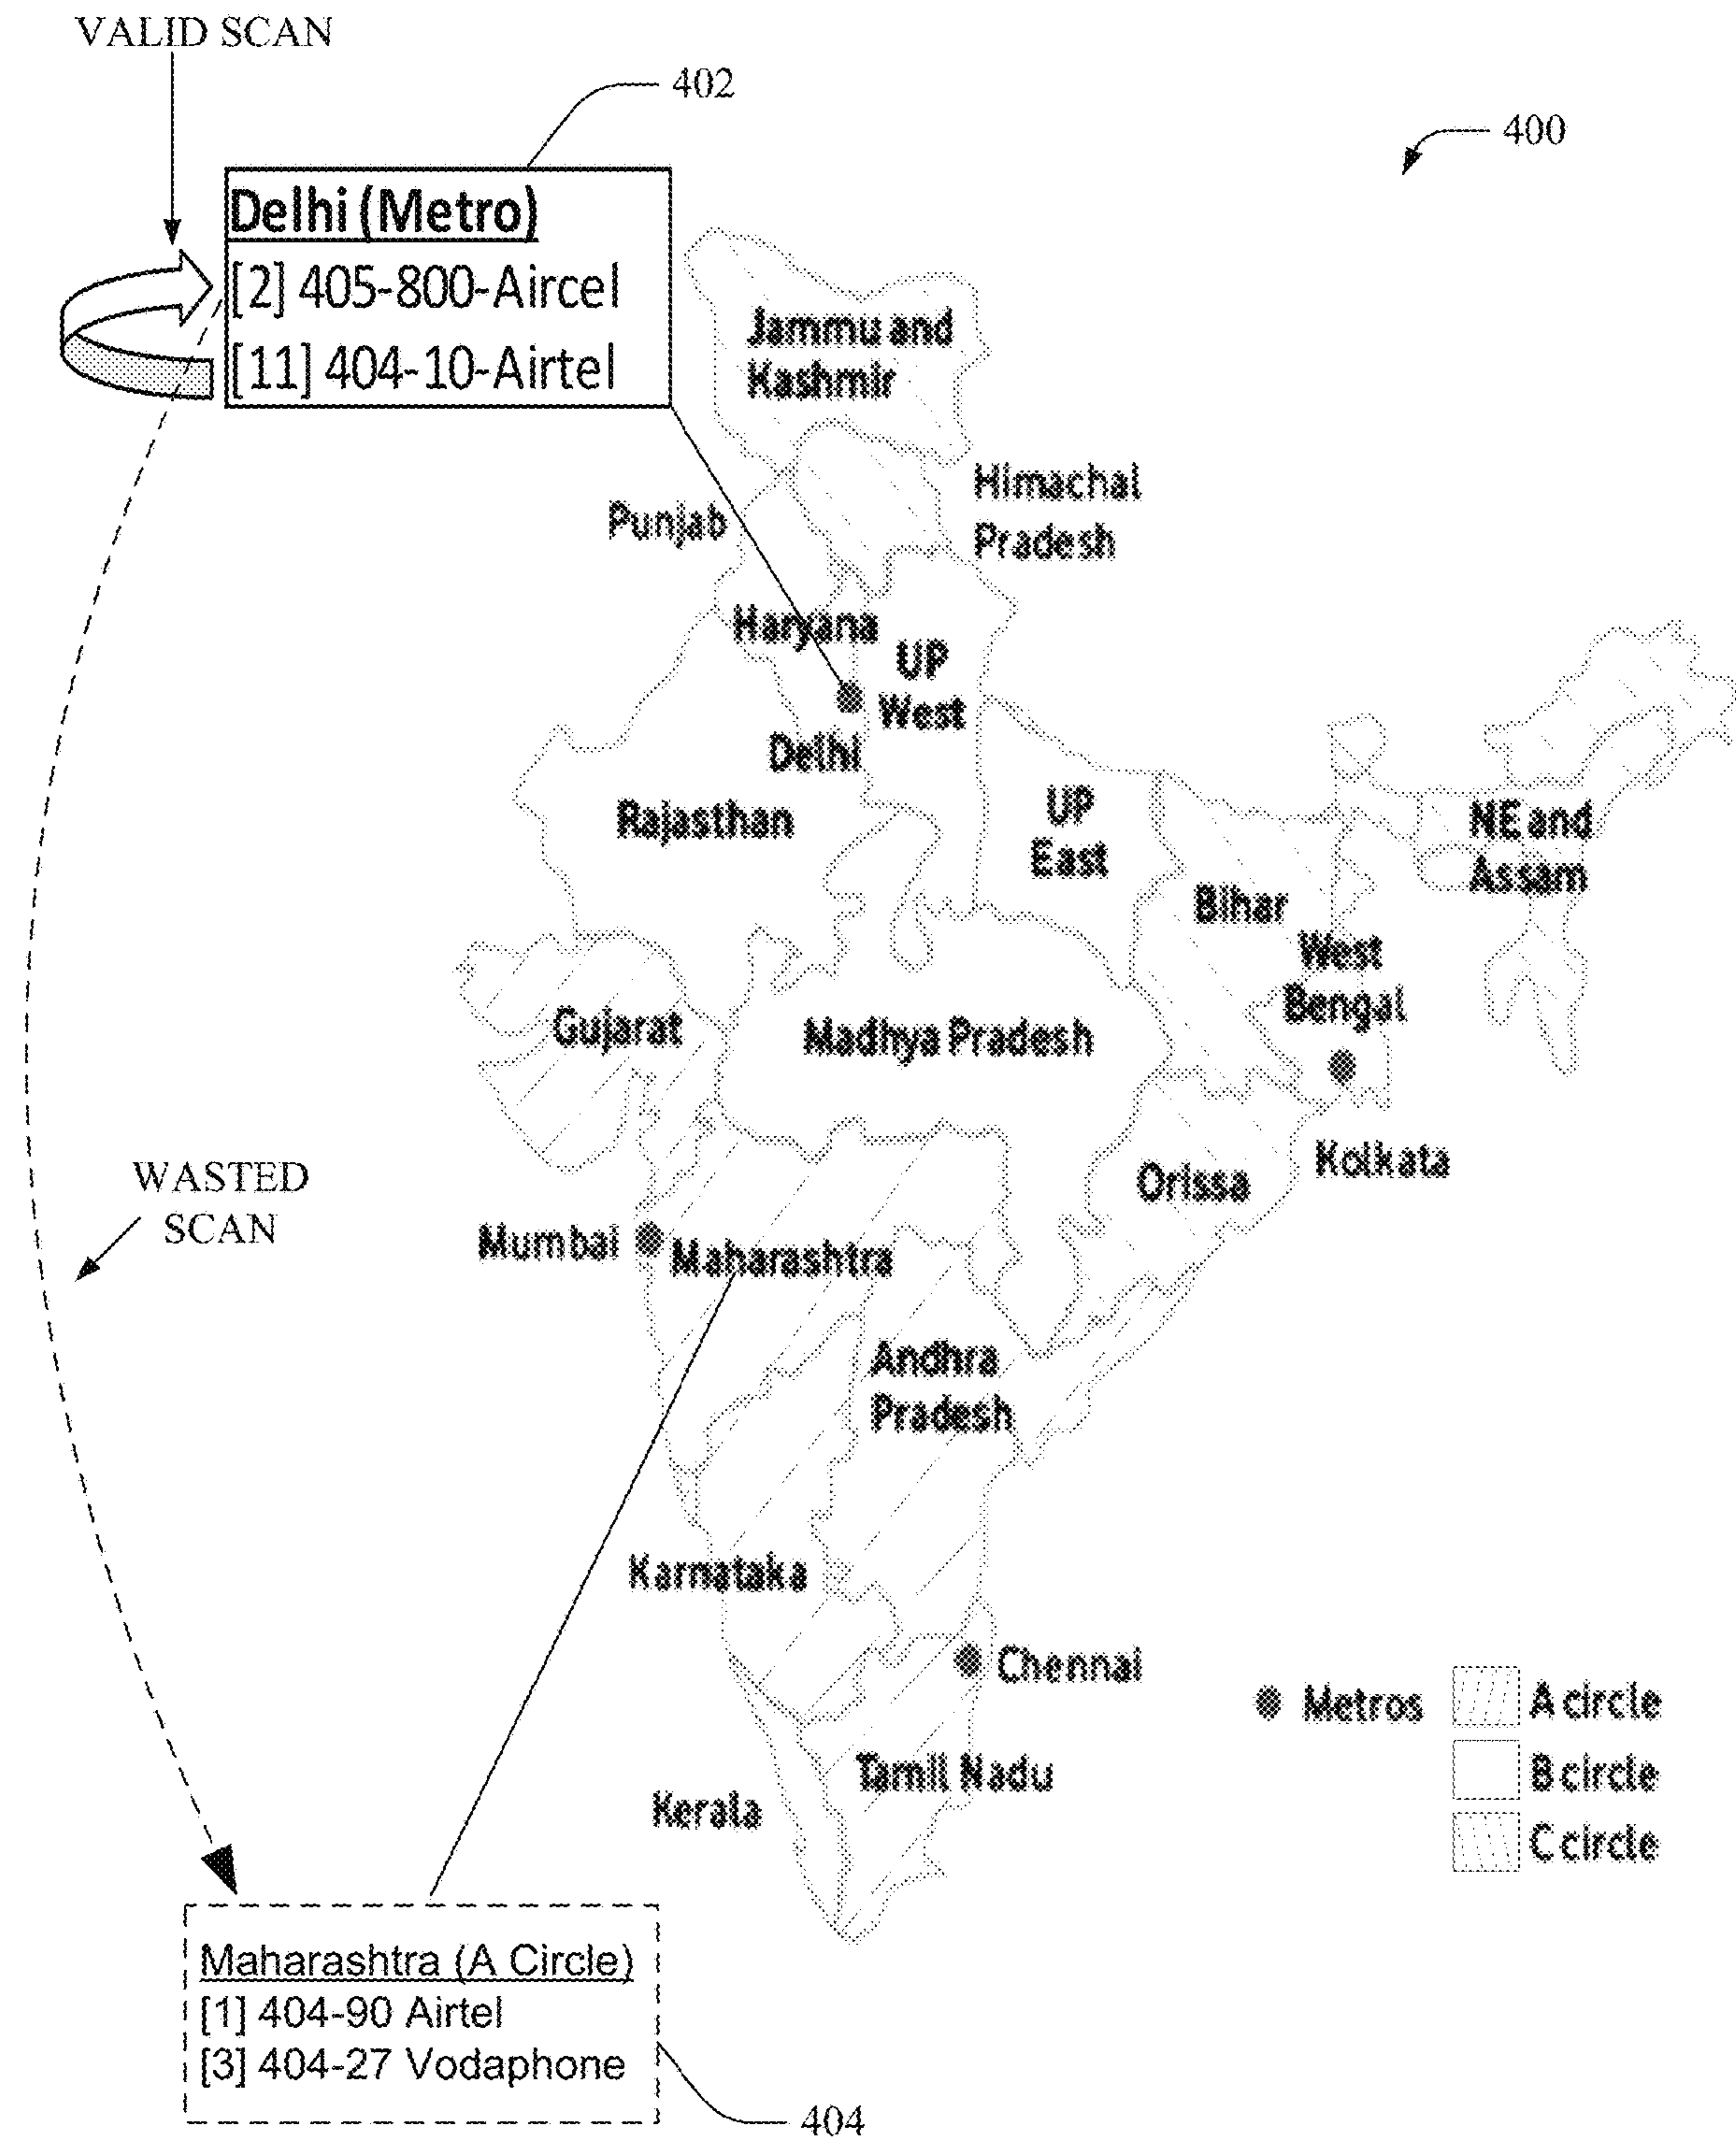 VALID SCAN
402
400
Delhi (Metro)
[2] 405-800-Aircel
[11] 404-10-Airtel
Jammu and
Kashmir
Himachal
Pradesh
Punjab
Haryana
UP
West
Delhi
Rajasthan
UP
East
NE and
Assam
Bihar
West
Bengal
Gujarat
Madhya Pradesh
Kolkata
Orissa
WASTED
SCAN
Mumbai
Maharashtra
Andhra
Pradesh
Karnataka
Chennai
Metros
A circle
B circle
C circle
Tamil Nadu
Kerala
Maharashtra (A Circle)
[1] 404-90 Airtel
[3] 404-27 Vodaphone
404